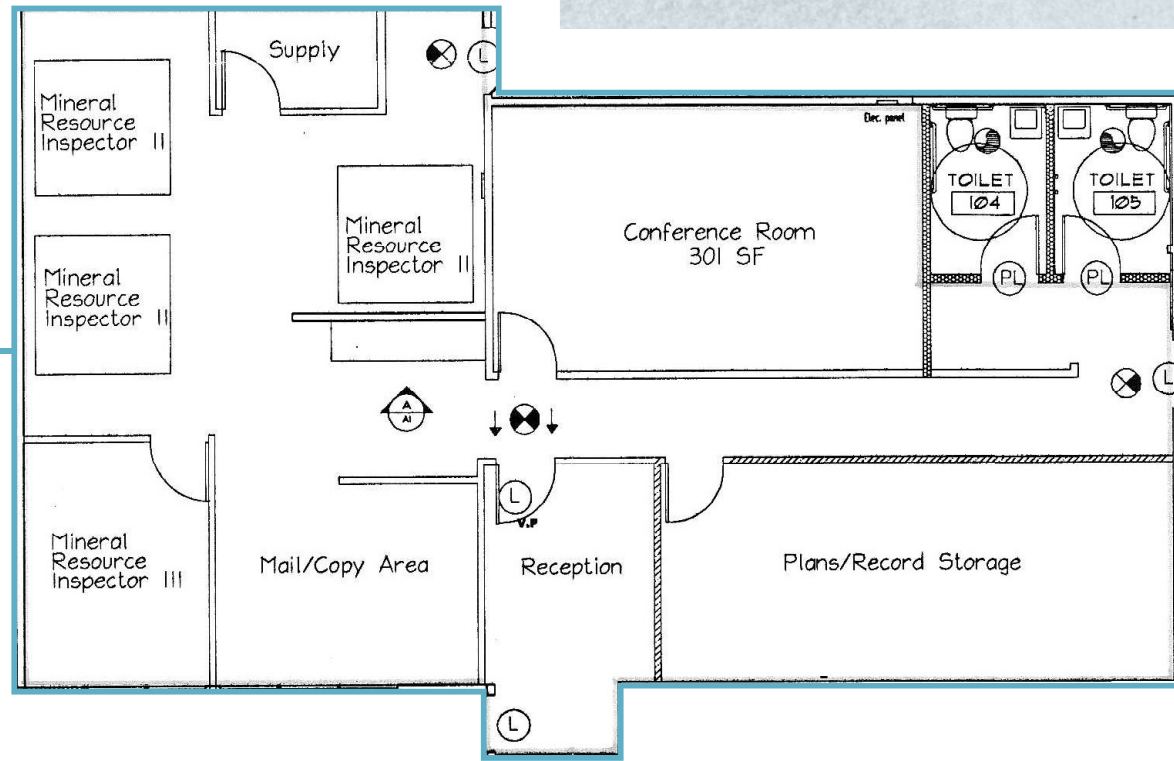 Supply
L
Mineral
Resource
Inspector II
Elec. panel
TOILET
104
TOILET
105
Mineral
Resource
Inspector II
Conference Room
301 SF
Mineral
Resource
Inspector II
PL
PL
L
A
A1
L
V.P
Mineral
Resource
Inspector III
Mail/Copy Area
Reception
Plans/Record Storage
L